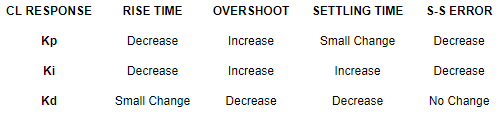 CL RESPONSE RISE TIME OVERSHOOT SETTLING TIME S-S ERROR
Kp Decrease Increase Small Change Decrease
Ki Decrease Increase Increase Decrease
Kd Small Change Decrease Decrease No Change